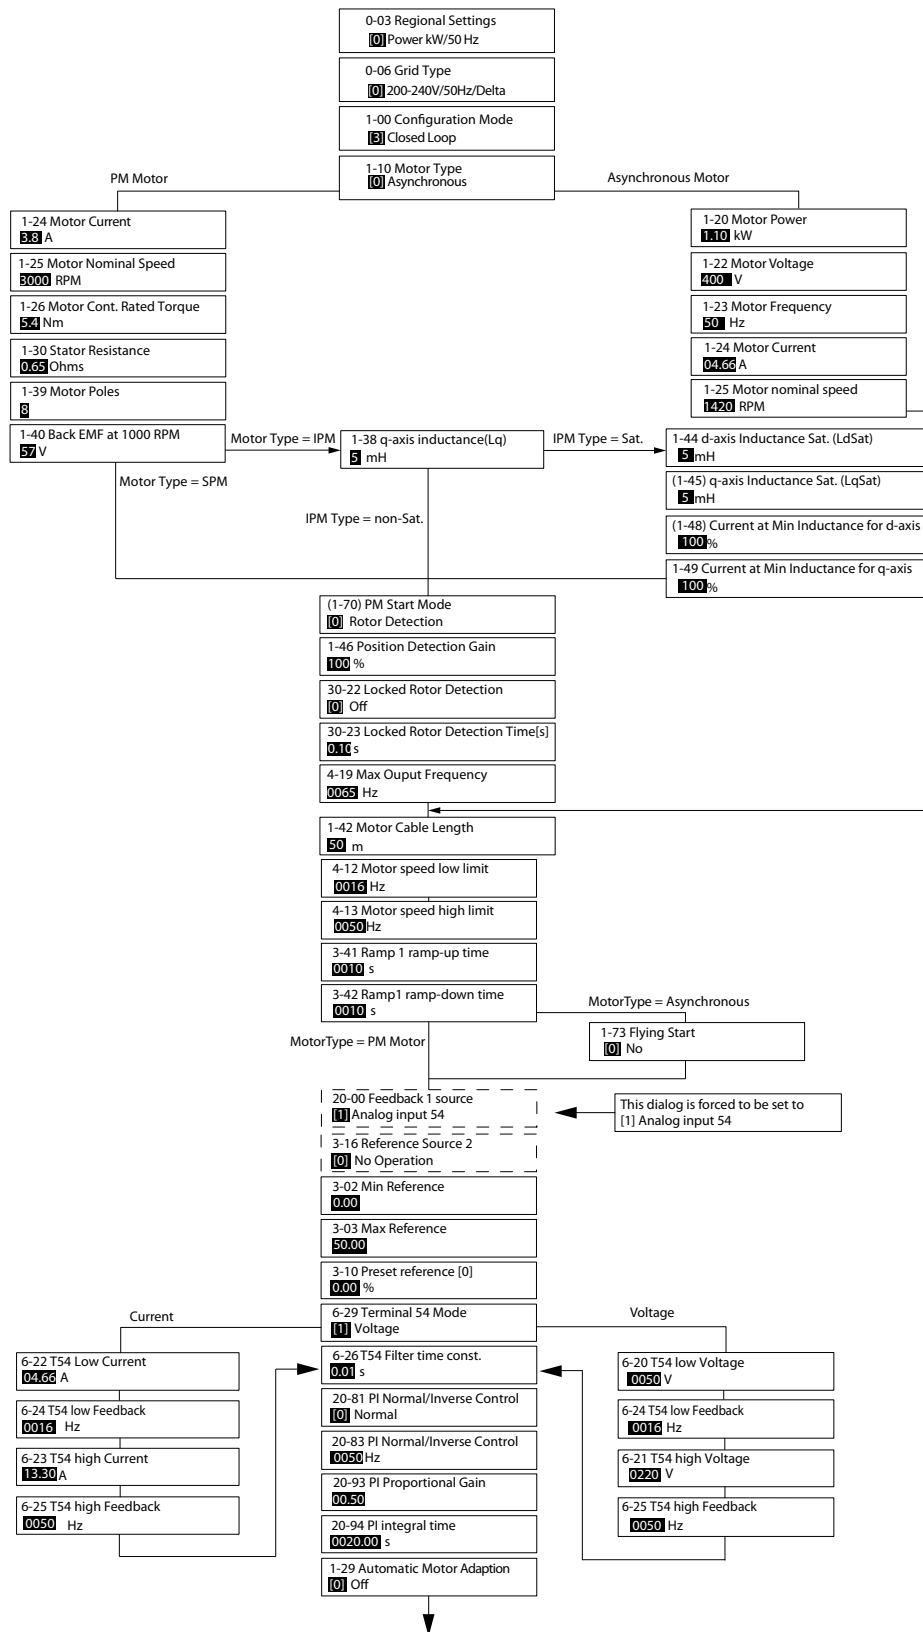 0-03 Regional Settings
[0] Power kW/50 Hz
0-06 Grid Type
[0] 200-240V/50Hz/Delta
1-00 Configuration Mode
[3] Closed Loop
1-10 Motor Type
[0] Asynchronous
PM Motor
Asynchronous Motor
1-24 Motor Current
3.8 A
1-25 Motor Nominal Speed
3000 RPM
1-26 Motor Cont. Rated Torque
5.4 Nm
1-30 Stator Resistance
0.65 Ohms
1-39 Motor Poles
8
1-40 Back EMF at 1000 RPM
57 V
1-20 Motor Power
1.10 kW
1-22 Motor Voltage
400 V
1-23 Motor Frequency
50 Hz
1-24 Motor Current
04.66 A
1-25 Motor nominal speed
1420 RPM
Motor Type = IPM
1-38 q-axis inductance(Lq)
5 mH
IPM Type = Sat.
1-44 d-axis Inductance Sat. (LdSat)
5 mH
(1-45) q-axis Inductance Sat. (LqSat)
5 mH
(1-48) Current at Min Inductance for d-axis
100 %
1-49 Current at Min Inductance for q-axis
100 %
Motor Type = SPM
IPM Type = non-Sat.
(1-70) PM Start Mode
[0] Rotor Detection
1-46 Position Detection Gain
100 %
30-22 Locked Rotor Detection
[0] Off
30-23 Locked Rotor Detection Time[s]
0.10 s
4-19 Max Ouput Frequency
0065 Hz
1-42 Motor Cable Length
50 m
4-12 Motor speed low limit
0016 Hz
4-13 Motor speed high limit
0050 Hz
3-41 Ramp 1 ramp-up time
0010 s
3-42 Ramp1 ramp-down time
0010 s
MotorType = Asynchronous
1-73 Flying Start
[0] No
MotorType = PM Motor
20-00 Feedback 1 source
[1] Analog input 54
This dialog is forced to be set to
[1] Analog input 54
3-16 Reference Source 2
[0] No Operation
3-02 Min Reference
0.00
3-03 Max Reference
50.00
3-10 Preset reference [0]
0.00 %
6-29 Terminal 54 Mode
[1] Voltage
Current
Voltage
6-22 T54 Low Current
04.66 A
6-24 T54 low Feedback
0016 Hz
6-23 T54 high Current
13.30 A
6-25 T54 high Feedback
0050 Hz
6-26 T54 Filter time const.
0.01 s
20-81 PI Normal/Inverse Control
[0] Normal
20-83 PI Normal/Inverse Control
0050 Hz
20-93 PI Proportional Gain
00.50
20-94 PI integral time
0020.00 s
1-29 Automatic Motor Adaption
[0] Off
6-20 T54 low Voltage
0050 V
6-24 T54 low Feedback
0016 Hz
6-21 T54 high Voltage
0220 V
6-25 T54 high Feedback
0050 Hz